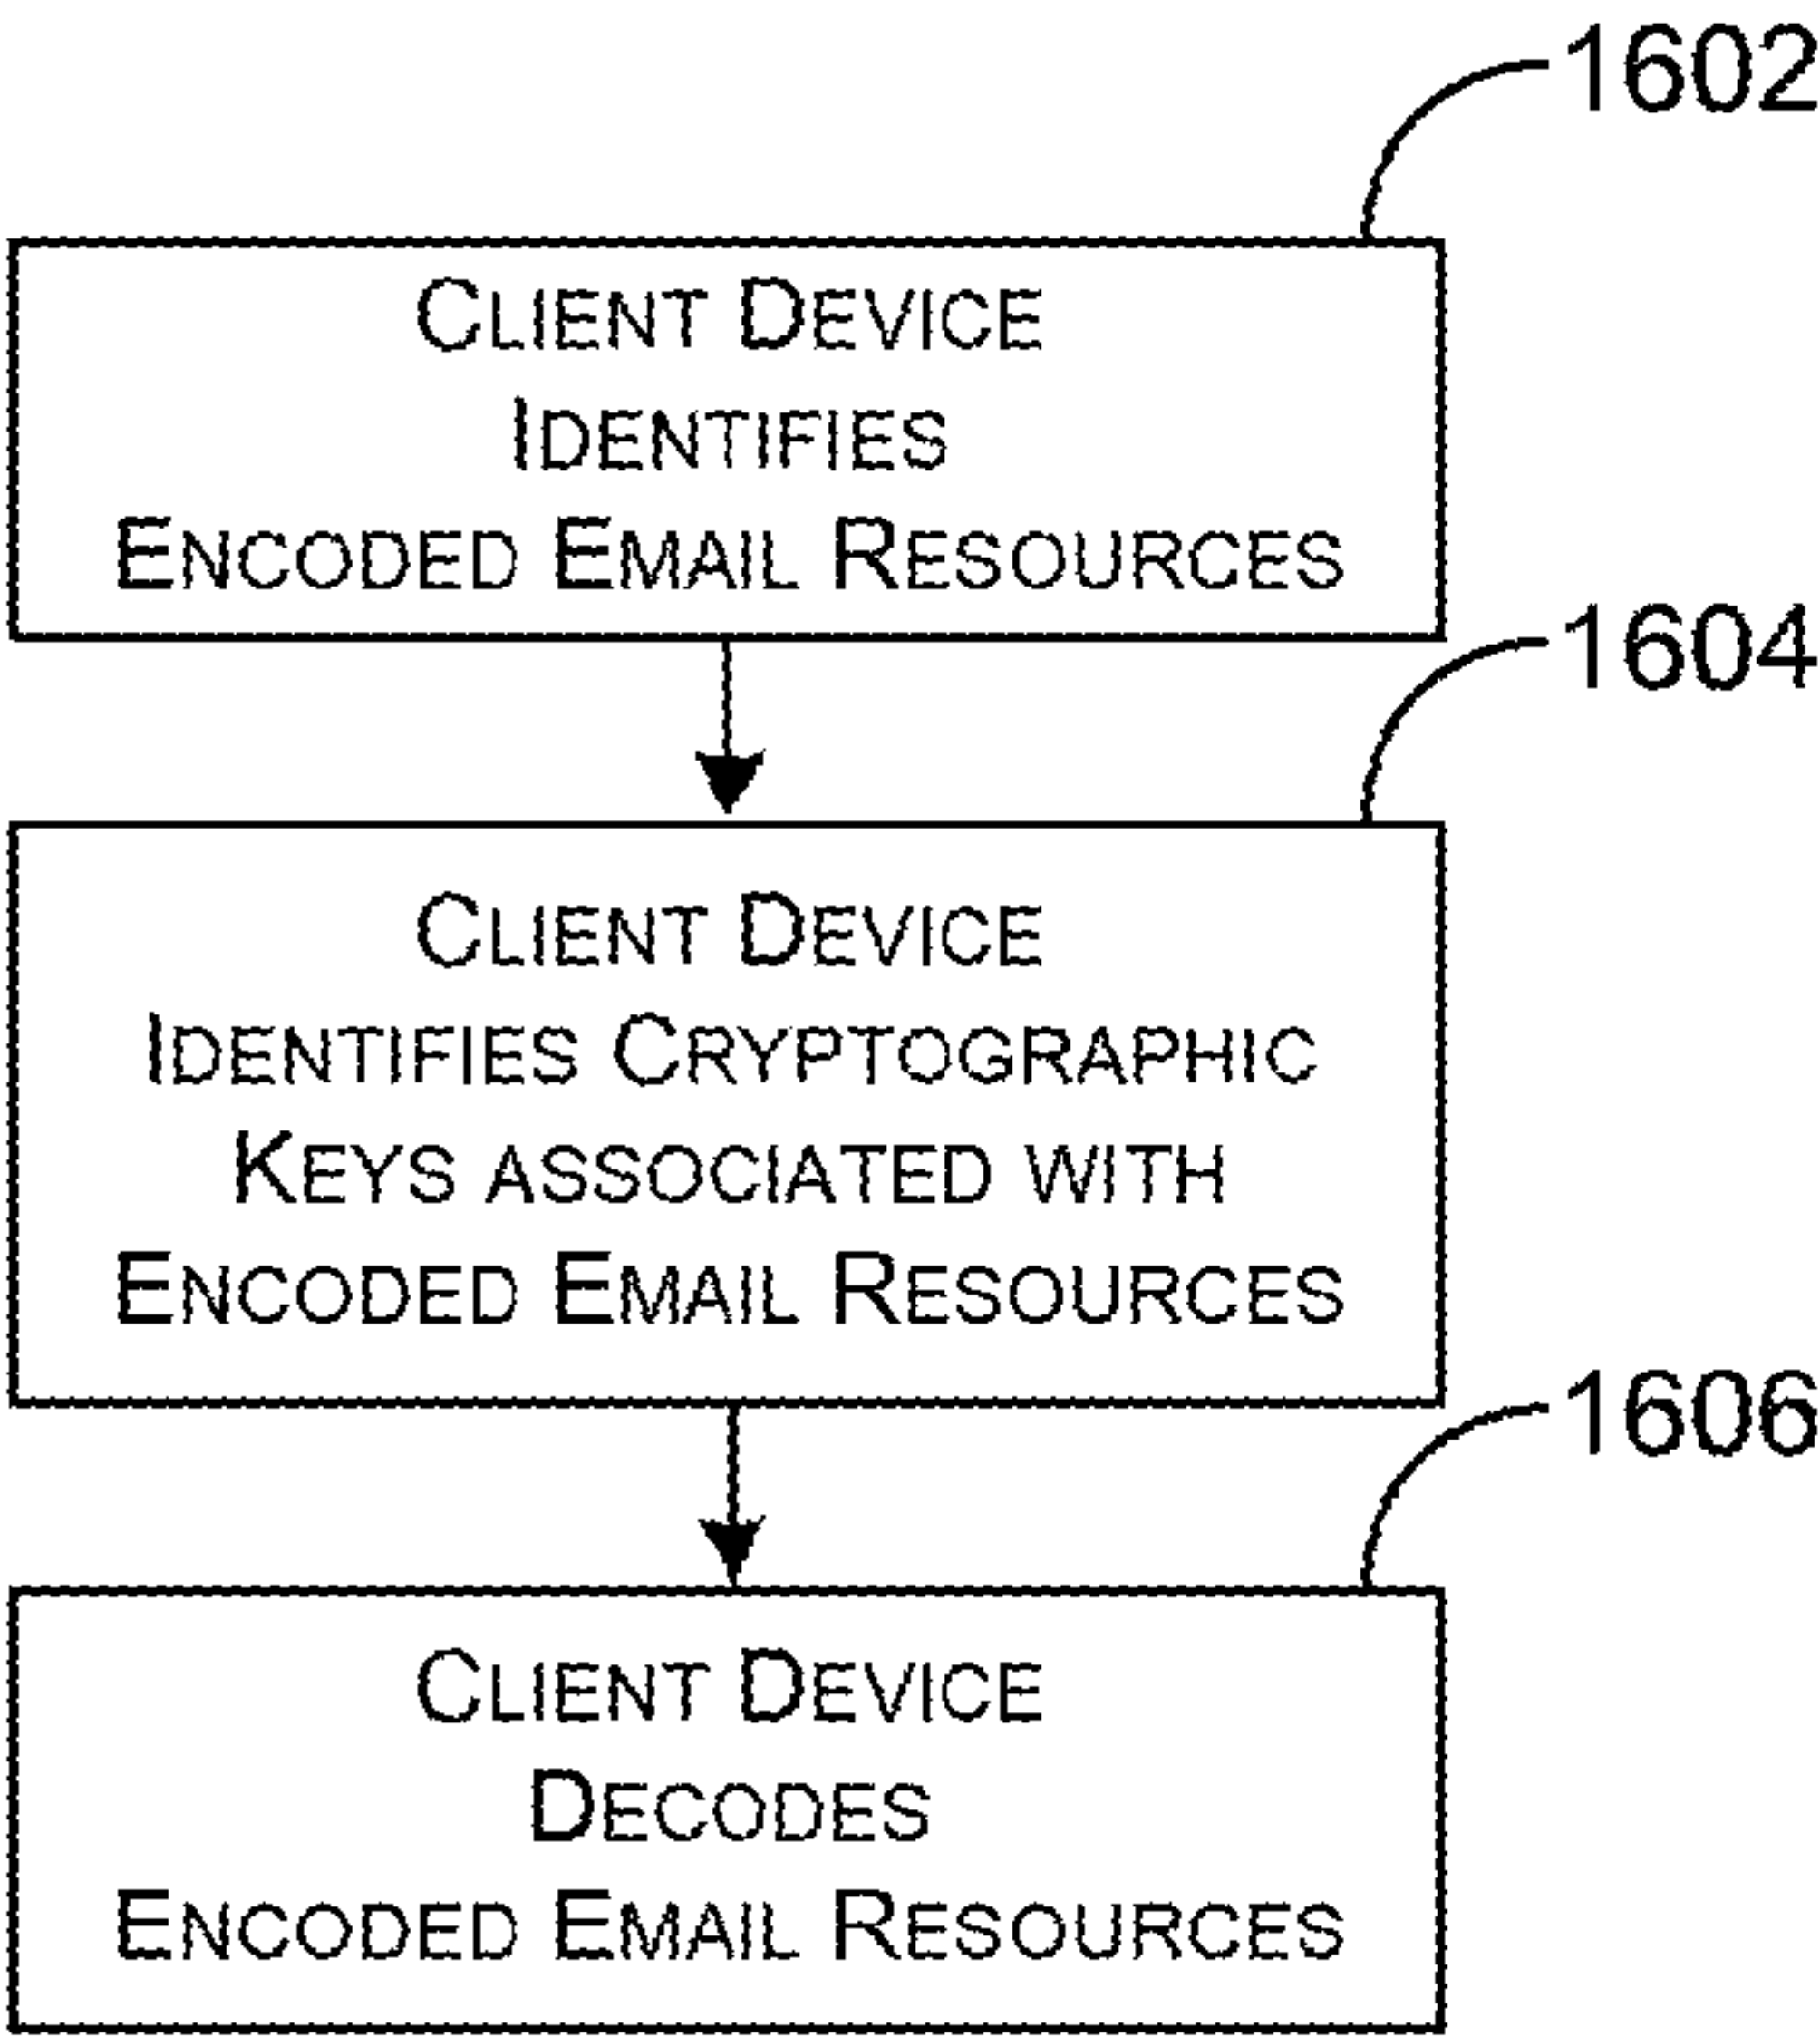 1602
CLIENT DEVICE
IDENTIFIES
ENCODED EMAIL RESOURCES
1604
CLIENT DEVICE
IDENTIFIES CRYPTOGRAPHIC
KEYS ASSOCIATED WITH
ENCODED EMAIL RESOURCES
1606
CLIENT DEVICE
DECODES
ENCODED EMAIL RESOURCES